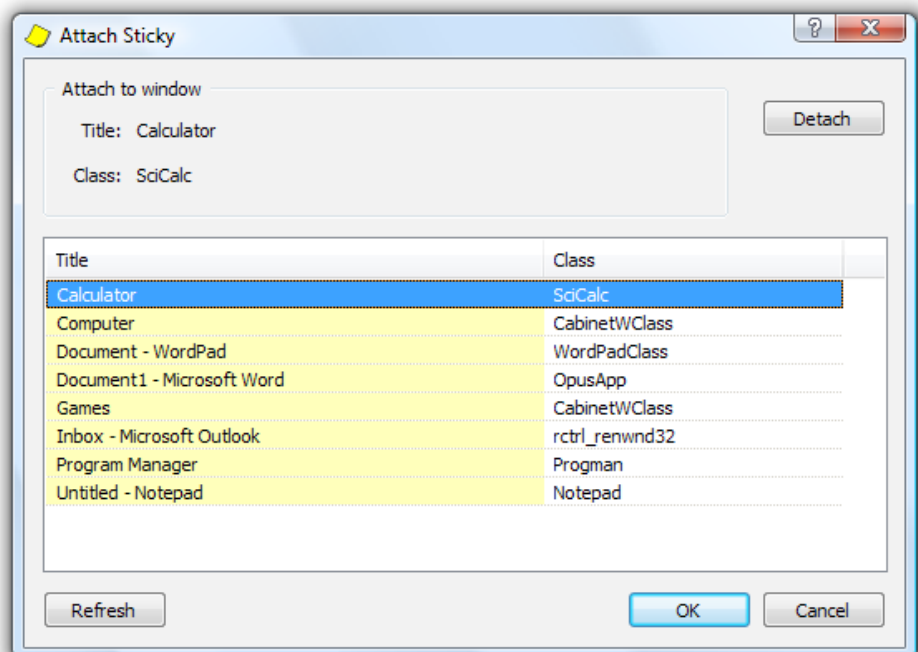 Attach Sticky
Attach to window
Title: Calculator
Detach
Class: SciCalc
Title Class
Calculator SciCalc
Computer CabinetWClass
Document - WordPad WordPadClass
Document1 - Microsoft Word OpusApp
Games CabinetWClass
Inbox - Microsoft Outlook rctrl_renwnd32
Program Manager Progman
Untitled - Notepad Notepad
Refresh OK Cancel